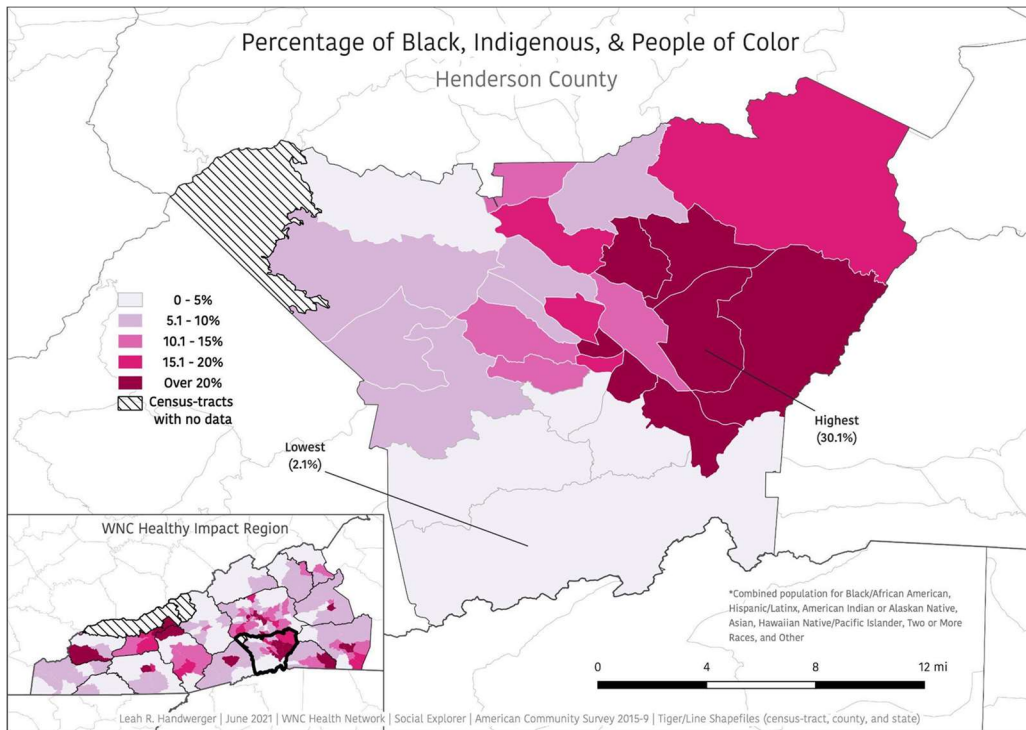 Percentage of Black, Indigenous, & People of Color
Henderson County
0 - 5%
5.1 - 10%
10.1 - 15%
15.1 - 20%
Over 20%
Census-tracts
with no data
Lowest
(2.1%)
Highest
(30.1%)
WNC Healthy Impact Region
*Combined population for Black/African American,
Hispanic/Latinx, American Indian or Alaskan Native,
Asian, Hawaiian Native/Pacific Islander, Two or More
Races, and Other
0 4 8 12 mi
Leah R. Handwerger | June 2021 | WNC Health Network | Social Explorer | American Community Survey 2015-9 | Tiger/Line Shapefiles (census-tract, county, and state)